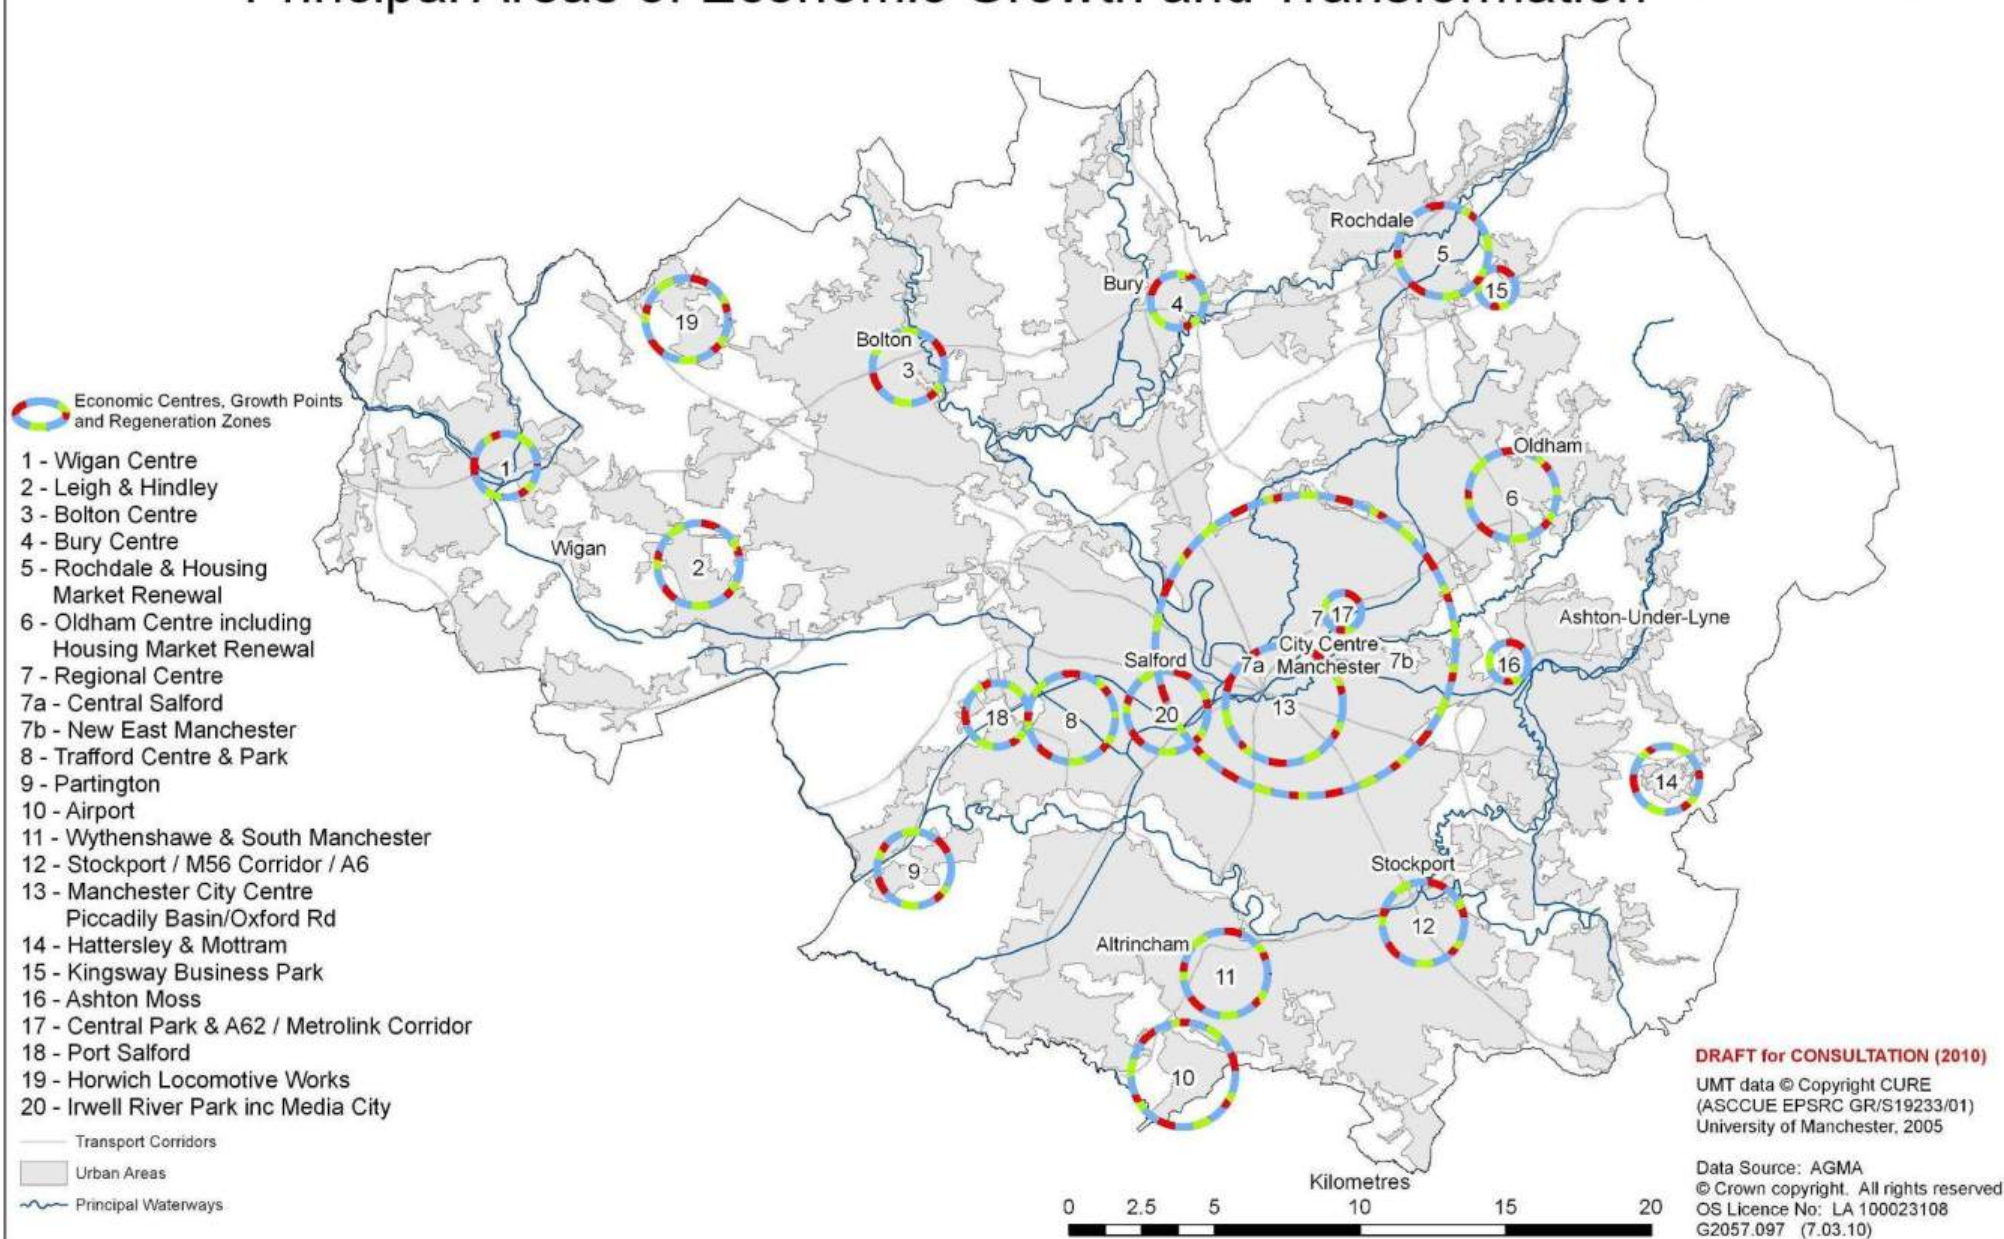 Principal Areas of Economic Growth and Transformation
Economic Centres, Growth Points
and Regeneration Zones
1 - Wigan Centre
2 - Leigh & Hindley
3 - Bolton Centre
4 - Bury Centre
5 - Rochdale & Housing
Market Renewal
6 - Oldham Centre including
Housing Market Renewal
7 - Regional Centre
7a - Central Salford
7b - New East Manchester
8 - Trafford Centre & Park
9 - Partington
10 - Airport
11 - Wythenshawe & South Manchester
12 - Stockport / M56 Corridor / A6
13 - Manchester City Centre
Piccadily Basin/Oxford Rd
14 - Hattersley & Mottram
15 - Kingsway Business Park
16 - Ashton Moss
17 - Central Park & A62 / Metrolink Corridor
18 - Port Salford
19 - Horwich Locomotive Works
20 - Irwell River Park inc Media City
Transport Corridors
Urban Areas
Principal Waterways
Rochdale
5
15
Bury
4
19
Bolton
3
1
Oldham
6
Wigan
2
7
17
Ashton-Under-Lyne
City Centre
Manchester
7a
7b
16
Salford
18
8
20
13
14
9
Stockport
12
Altrincham
11
10
DRAFT for CONSULTATION (2010)
UMT data © Copyright CURE
(ASCCUE EPSRC GR/S19233/01)
University of Manchester, 2005
Data Source: AGMA
© Crown copyright. All rights reserved
OS Licence No: LA 100023108
G2057.097 (7.03.10)
Kilometres
0 2.5 5 10 15 20